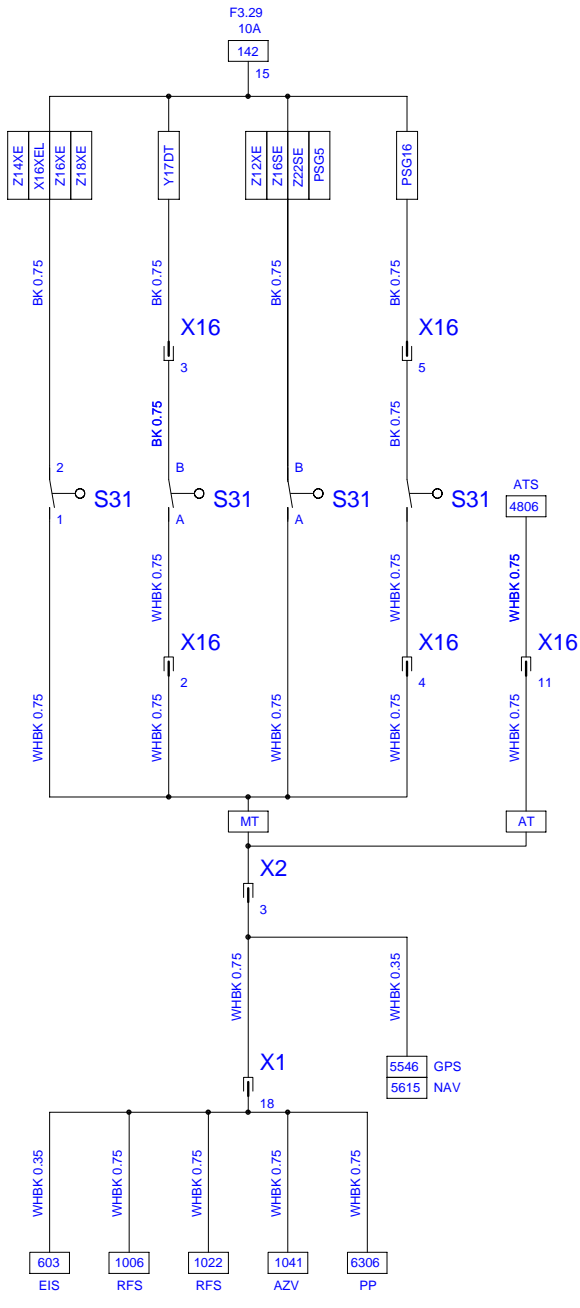 F3.29
10A
142
15
Z14XE
X16XEL
Z16XE
Z18XE
Y17DT
Z12XE
Z16SE
Z22SE
PSG5
PSG16
BK 0.75
BK 0.75
BK 0.75
BK 0.75
X16
3
X16
5
BK 0.75
BK 0.75
2
S31
1
B
S31
A
B
S31
A
S31
ATS
4806
WHBK 0.75
WHBK 0.75
WHBK 0.75
X16
2
X16
4
X16
11
WHBK 0.75
WHBK 0.75
WHBK 0.75
WHBK 0.75
WHBK 0.75
MT
AT
X2
3
WHBK 0.75
WHBK 0.35
X1
18
5546 GPS
5615 NAV
WHBK 0.35
WHBK 0.75
WHBK 0.75
WHBK 0.75
WHBK 0.75
603
1006
1022
1041
6306
EIS
RFS
RFS
AZV
PP